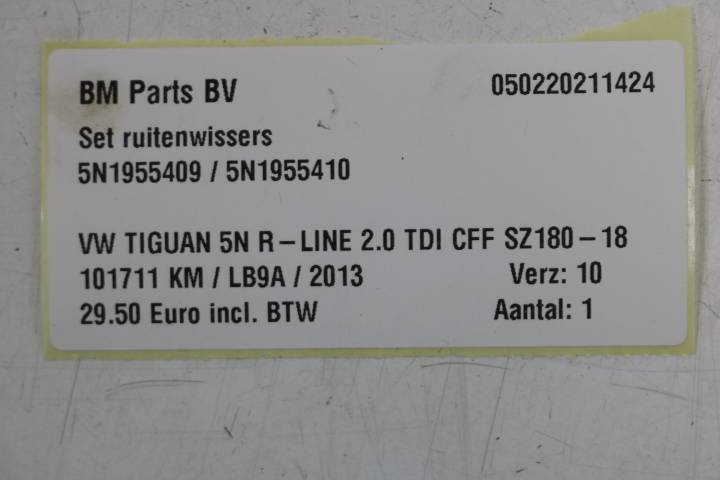 BM Parts BV 050220211424
Set ruitenwissers
5N1955409 / 5N1955410
VW TIGUAN 5N R-LINE 2.0 TDI CFF SZ180-18
101711 KM / LB9A / 2013 Verz: 10
29.50 Euro incl. BTW Aantal: 1